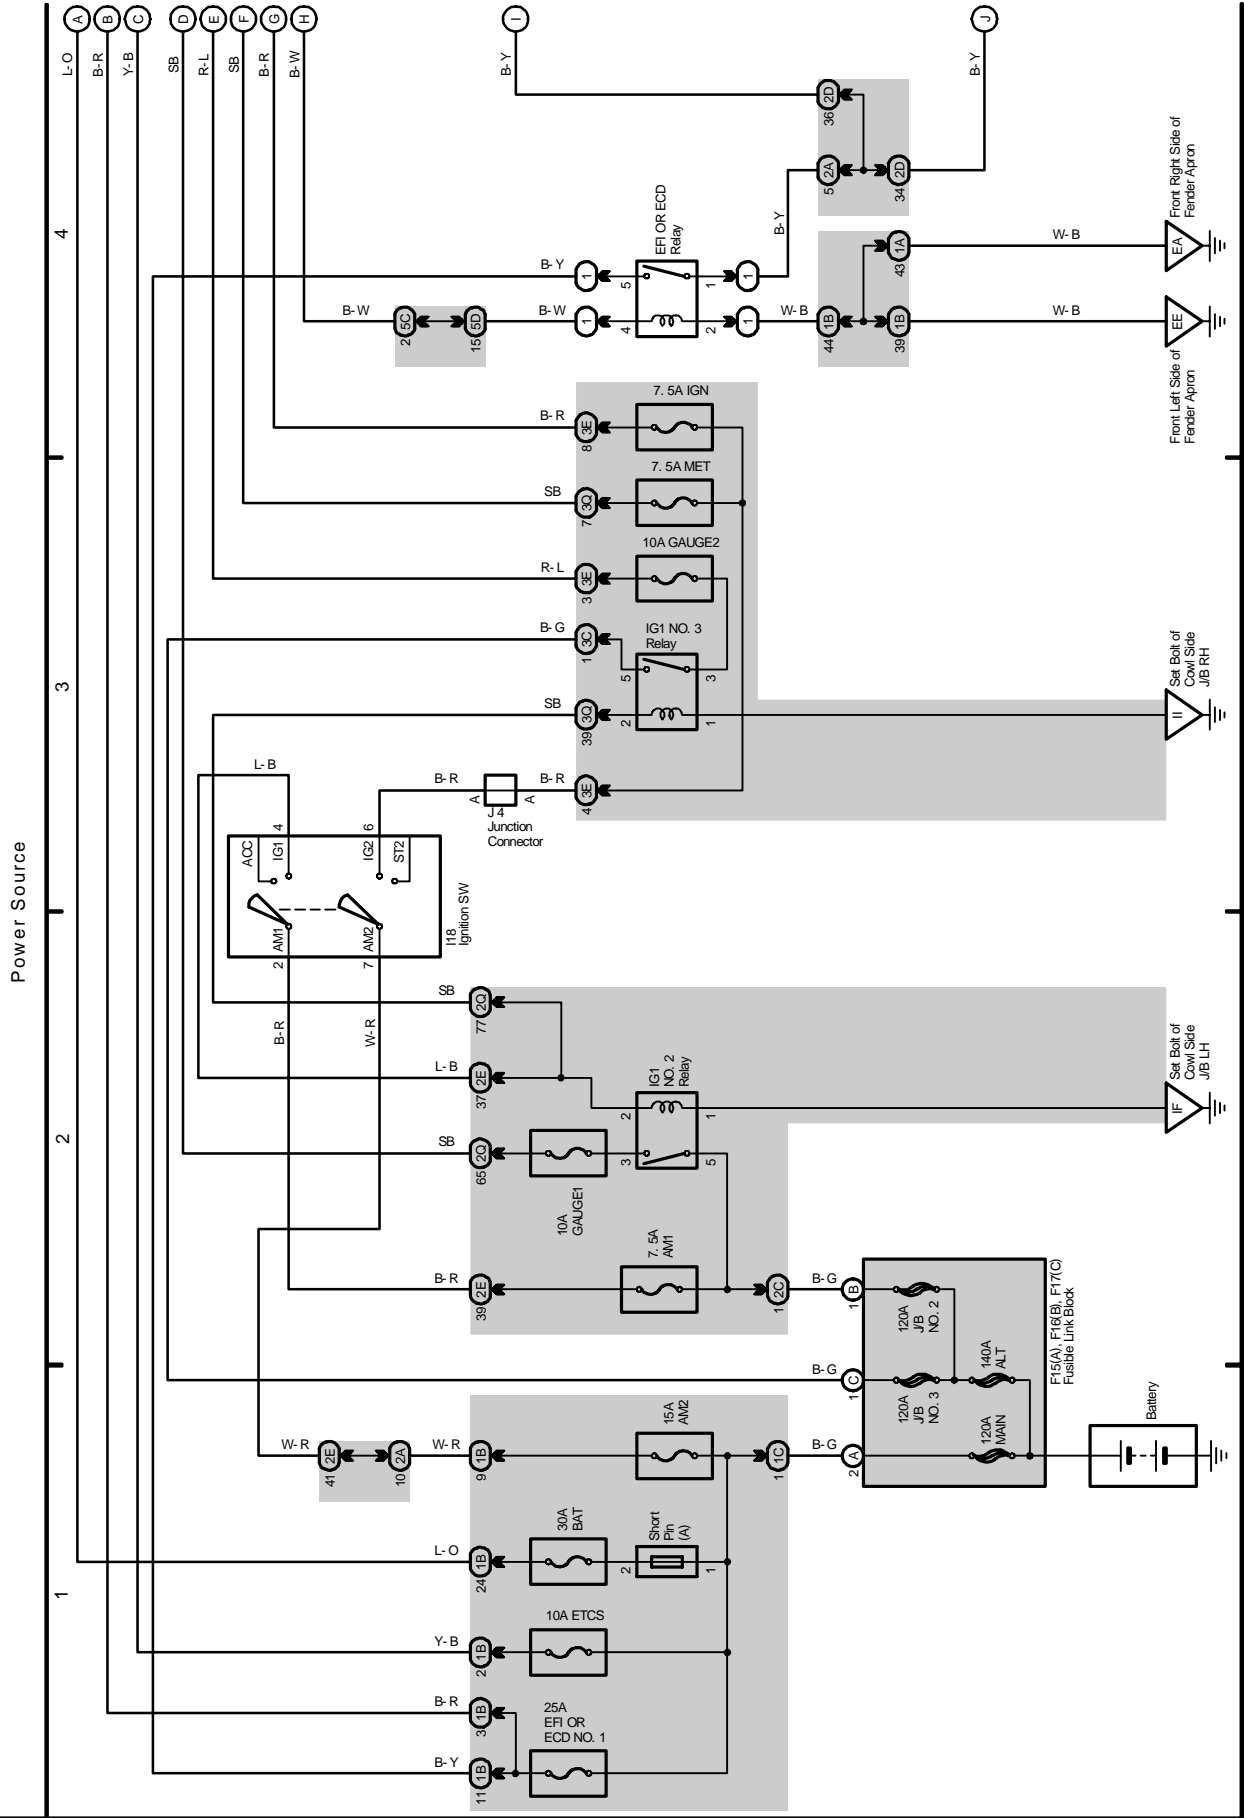 Power Source
1
2
3
4
A
B
C
D
E
F
G
H
I
J
L-O
B-R
Y-B
SB
R-L
SB
B-R
B-W
B-Y
B-Y
36 2D
5 2A
34 2D
B-Y
EFI OR ECD
Relay
B-Y
1
5
1
1
B-W
2 5C
15 5D
B-W
1
4
2
1
W-B
44 1B
43 1A
39 1B
W-B
W-B
EA
Front Right Side of
Fender Apron
EE
Front Left Side of
Fender Apron
7. 5A IGN
B-R
8 3E
7. 5A MET
SB
7 3Q
10A GAUGE2
R-L
3 3E
B-G
1 3C
IG1 NO. 3
Relay
5
3
SB
39 3Q
2
1
II
Set Bolt of
Cowl Side
J/B RH
L-B
B-R
A
J 4
Junction
Connector
A
B-R
4 3E
ACC
IG1 4
IG2 6
ST2
2 AM1
7 AM2
I18
Ignition SW
B-R
W-R
SB
77 2Q
L-B
37 2E
IG1
NO. 2
Relay
2
1
3
5
SB
65 2Q
10A
GAUGE1
IF
Set Bolt of
Cowl Side
J/B LH
B-R
39 2E
7. 5A
AM1
1 2C
B-G
1 B
120A
J/B
NO. 2
B-G
1 C
120A
J/B
NO. 3
140A
ALT
F15(A), F16(B), F17(C)
Fusible Link Block
W-R
41 2E
10 2A
W-R
9 1B
15A
AM2
1 1C
B-G
2 A
120A
MAIN
Battery
L-O
24 1B
30A
BAT
Short
Pin
(A)
2
1
Y-B
2 1B
10A ETCS
B-R
3 1B
25A
EFI OR
ECD NO. 1
B-Y
11 1B